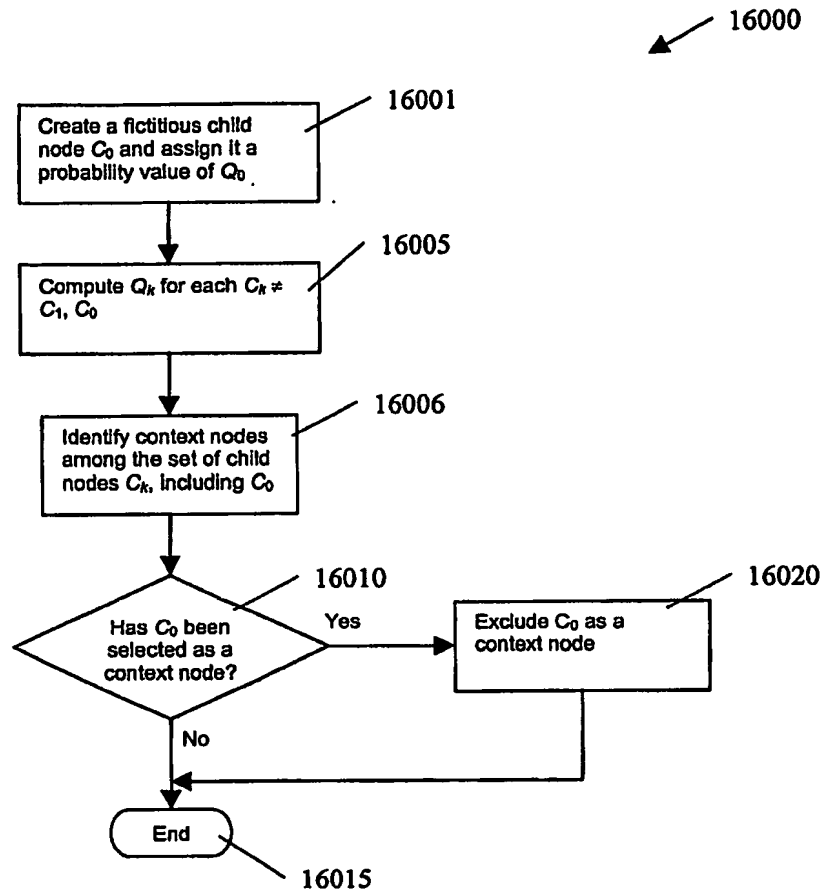 16000
16001
Create a fictitious child
node C₀ and assign it a
probability value of Q₀
16005
Compute Qₖ for each Cₖ ≠
C₁, C₀
16006
Identify context nodes
among the set of child
nodes Cₖ, including C₀
16010
Has C₀ been
selected as a
context node?
Yes
16020
Exclude C₀ as a
context node
No
End
16015